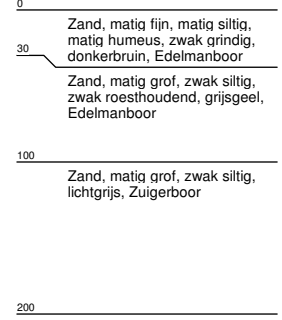 0
Zand, matig fijn, matig siltig,
matig humeus, zwak grindig,
donkerbruin, Edelmanboor
30
Zand, matig grof, zwak siltig,
zwak roesthoudend, grijsgeel,
Edelmanboor
100
Zand, matig grof, zwak siltig,
lichtgrijs, Zuigerboor
200